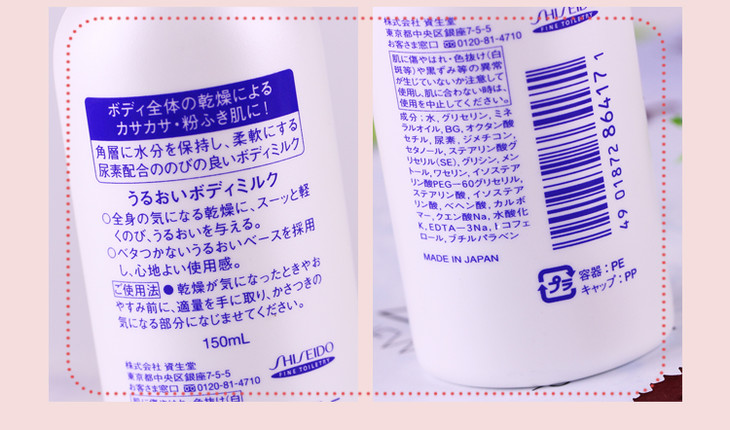 ボディ全体の乾燥による
カサカサ・粉ふき肌に！
角層に水分を保持し、柔軟にする
尿素配合ののびの良いボディミルク
うるおいボディミルク
○全身の気になる乾燥に、スーッと軽
くのび、うるおいを与える。
○ベタつかないうるおいベースを採用
し、心地よい使用感。
ご使用法 ●乾燥が気になったときやお
やすみ前に、適量を手に取り、かさつきの
気になる部分になじませてください。
150mL
株式会社 資生堂
東京都中央区銀座7-5-5
お客さま窓口 0120-81-4710
SHISEIDO
FINE TOILETRY
肌に傷やはれ・色抜け(白
株式会社 資生堂
東京都中央区銀座7-5-5
お客さま窓口 0120-81-4710
SHISEIDO
FINE TOILETRY
肌に傷やはれ・色抜け(白
斑等)や黒ずみ等の異常
が生じていないか注意して
使用し、肌に合わない時は、
使用を中止してください。
成分：水, グリセリン, ミネ
ラルオイル, BG, オクタン酸
セチル, 尿素, ジメチコン,
セタノール, ステアリン酸グ
リセリル(SE), グリシン, メン
トール, ワセリン, イソステア
リン酸PEG-60グリセリル,
ステアリン酸, イソステア
リン酸, ベヘン酸, カルボ
マー, クエン酸Na, 水酸化
K, EDTA-3Na, トコフェ
ロール, ブチルパラベン
MADE IN JAPAN
4 901872 864171
プラ
容器：PE
キャップ：PP